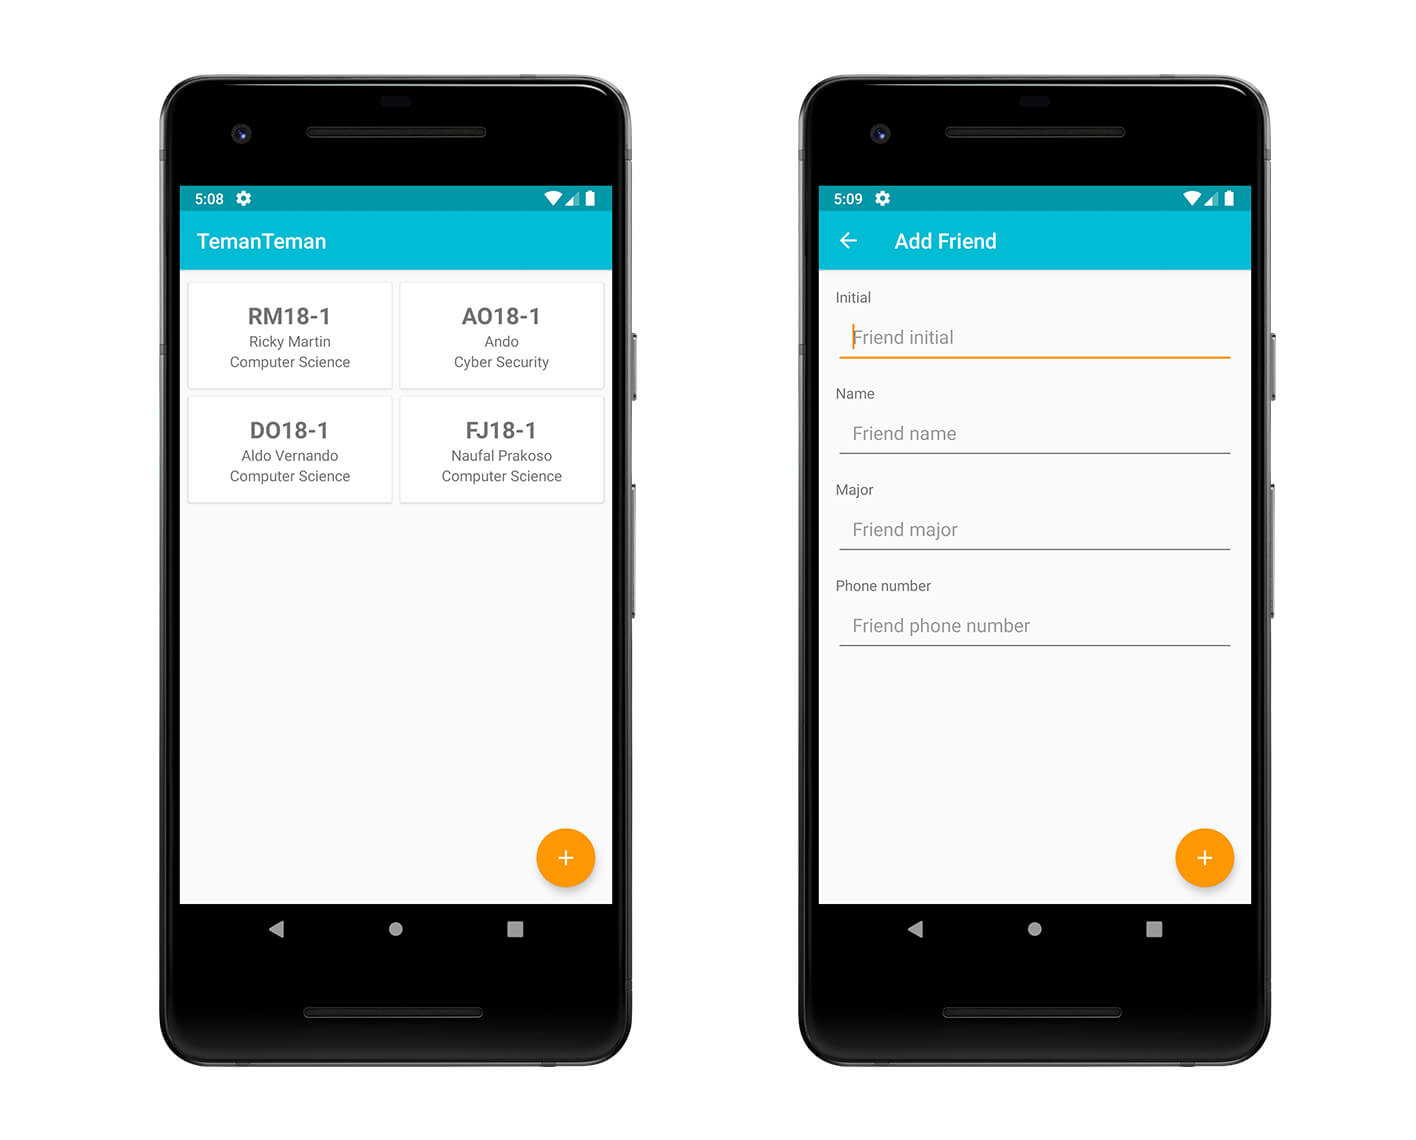 5:08
TemanTeman
RM18-1
Ricky Martin
Computer Science
AO18-1
Ando
Cyber Security
DO18-1
Aldo Vernando
Computer Science
FJ18-1
Naufal Prakoso
Computer Science
+
5:09
Add Friend
Initial
Friend initial
Name
Friend name
Major
Friend major
Phone number
Friend phone number
+